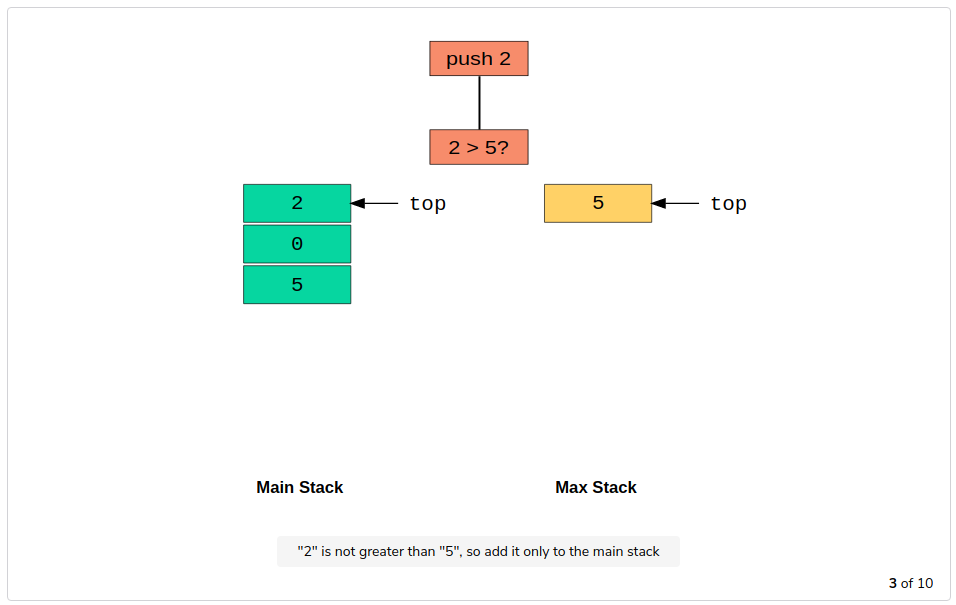 push 2
2 > 5?
2 top
0
5
5 top
Main Stack
Max Stack
"2" is not greater than "5", so add it only to the main stack
3 of 10